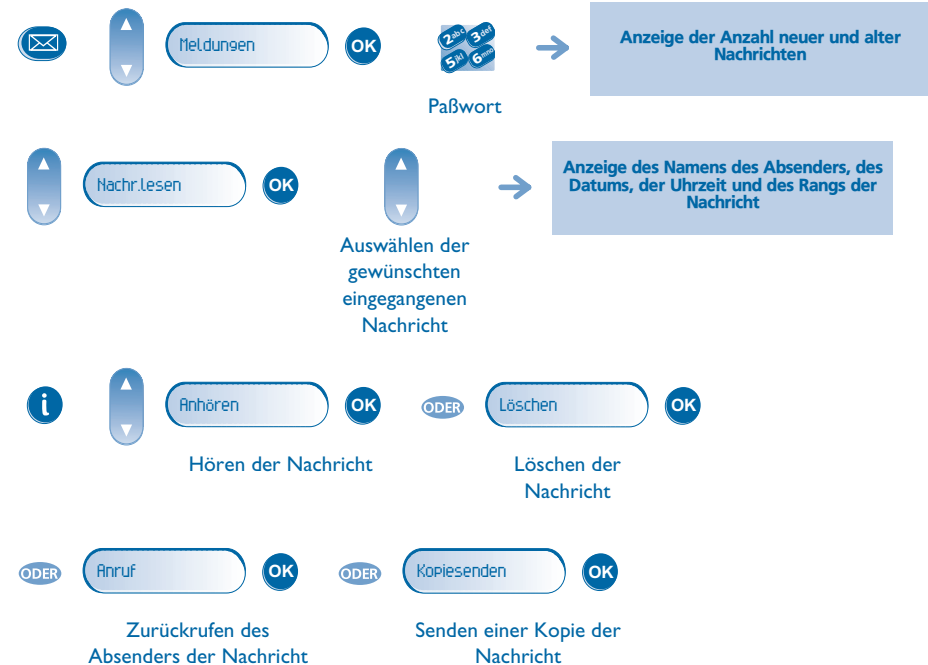 Meldungen
OK
2abc 3def
5jkl 6mno
Anzeige der Anzahl neuer und alter
Nachrichten
Paßwort
Nachr.lesen
OK
Anzeige des Namens des Absenders, des
Datums, der Uhrzeit und des Rangs der
Nachricht
Auswählen der
gewünschten
eingegangenen
Nachricht
i
Anhören
OK
ODER
Löschen
OK
Hören der Nachricht
Löschen der
Nachricht
ODER
Anruf
OK
ODER
Kopiesenden
OK
Zurückrufen des
Absenders der Nachricht
Senden einer Kopie der
Nachricht